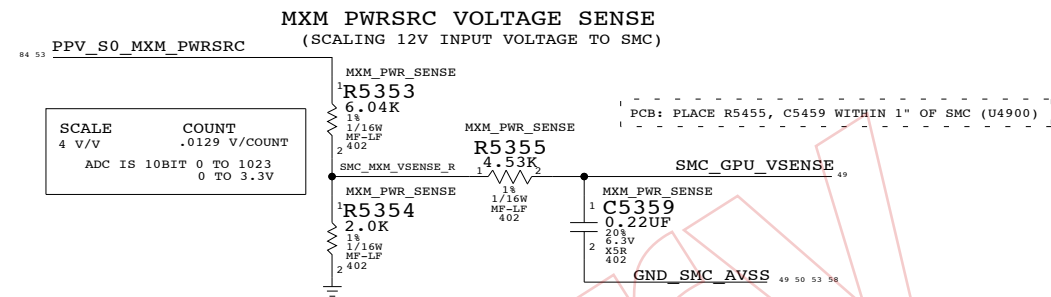 MXM PWRSRC VOLTAGE SENSE
(SCALING 12V INPUT VOLTAGE TO SMC)
84 53 PPV_S0_MXM_PWRSRC
MXM_PWR_SENSE
1 R5353
6.04K
1%
1/16W
MF-LF
2 402
PCB: PLACE R5455, C5459 WITHIN 1" OF SMC (U4900)
SCALE COUNT
4 V/V .0129 V/COUNT
ADC IS 10BIT 0 TO 1023
0 TO 3.3V
MXM_PWR_SENSE
R5355
4.53K
SMC_MXM_VSENSE_R 1 2 SMC_GPU_VSENSE 49
1%
1/16W
MF-LF
402
MXM_PWR_SENSE
1 R5354
2.0K
1%
1/16W
MF-LF
2 402
MXM_PWR_SENSE
1 C5359
0.22UF
20%
6.3V
2 X5R
402
GND_SMC_AVSS 49 50 53 58